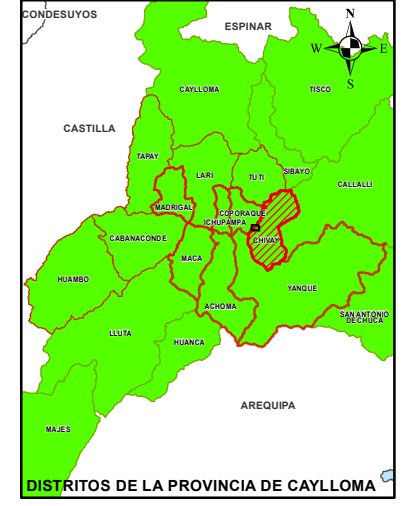 CONDESUYOS
ESPINAR
N
W
E
S
CAYLLOMA
TISCO
CASTILLA
TAPAY
LARI
TUTI
SIBAYO
CALLALLI
MADRIGAL
COPORAQUE
ICHUPAMPA
CABANACONDE
CHIVAY
MACA
HUAMBO
YANQUE
ACHOMA
SAN ANTONIO
DE CHUCA
LLUTA
HUANCA
AREQUIPA
MAJES
DISTRITOS DE LA PROVINCIA DE CAYLLOMA